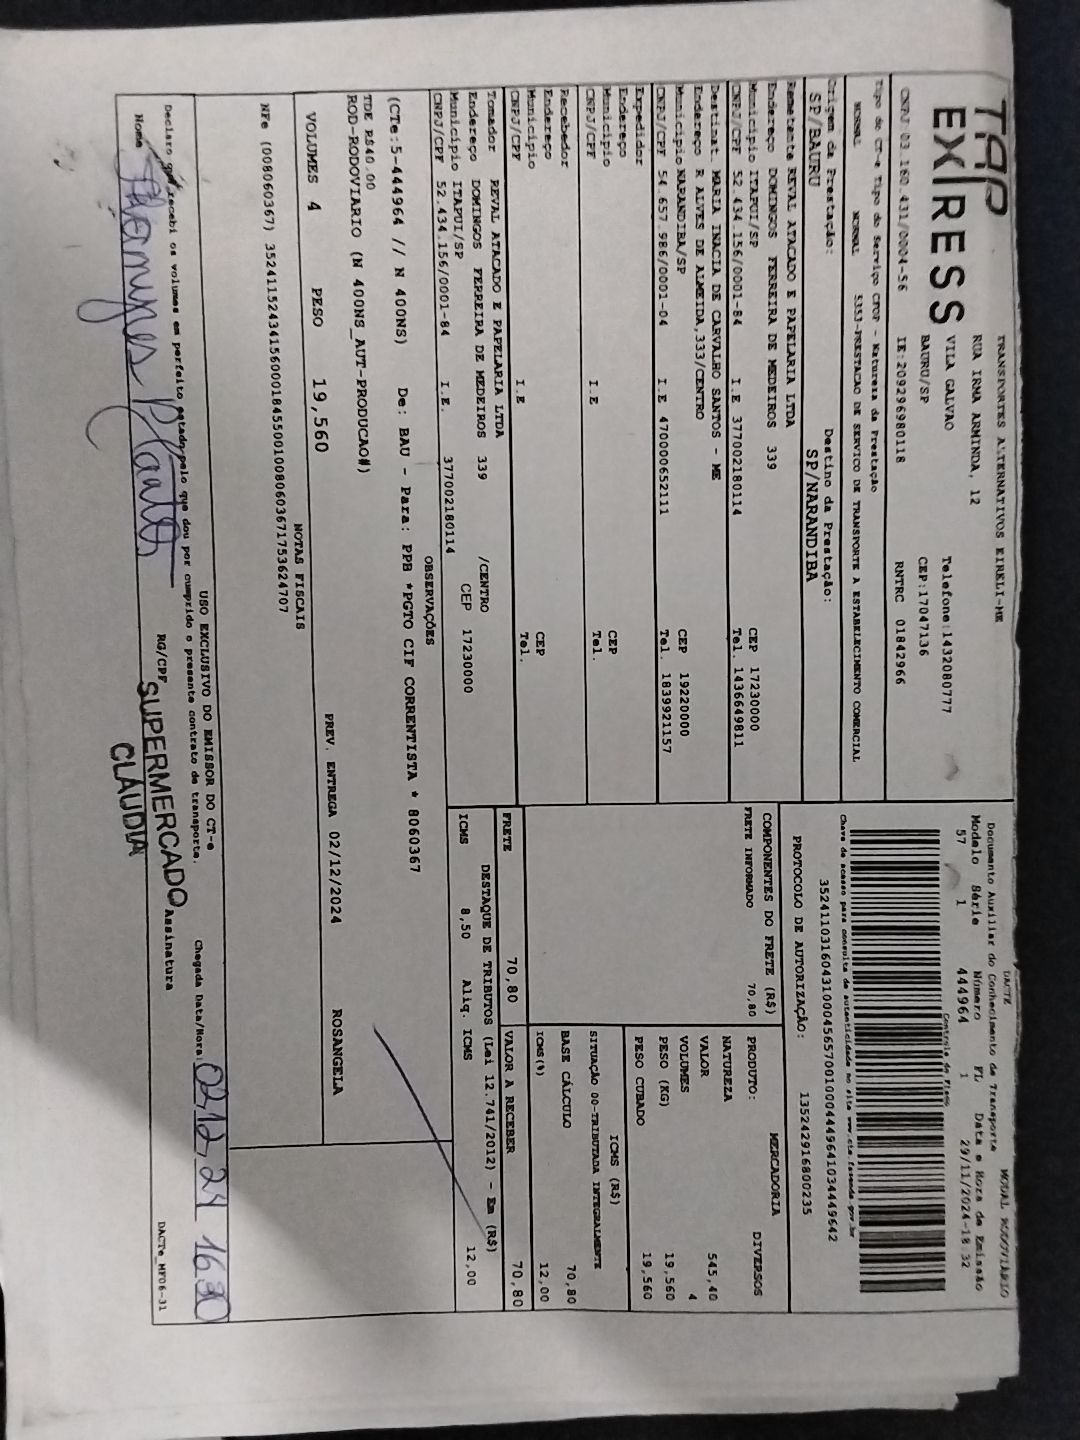 TAP EXPRESS
TRANSPORTES ALTERNATIVOS EIRELI-ME
RUA IRMA ARMINDA, 12
VILA GALVAO Telefone:1432080777
BAURU/SP CEP:17047136
CNPJ 03.160.431/0004-56 IE:209296980118 RNTRC 01842966
Tipo do CT-e Tipo do Serviço CFOP - Natureza da Prestação
NORMAL NORMAL 5353-PRESTACAO DE SERVICO DE TRANSPORTE A ESTABELECIMENTO COMERCIAL
Origem da Prestação: Destino da Prestação:
SP/BAURU SP/NARANDIBA
Remetente REVAL ATACADO E PAPELARIA LTDA
Endereço DOMINGOS FERREIRA DE MEDEIROS 339
Municipio ITAPUI/SP CEP 17230000
CNPJ/CPF 52.434.156/0001-84 I.E 377002180114 Tel. 1436649811
Destinat. MARIA INACIA DE CARVALHO SANTOS - ME
Endereço R ALVES DE ALMEIDA,333/CENTRO
Municipio NARANDIBA/SP CEP 19220000
CNPJ/CPF 54.657.986/0001-04 I.E 470000652111 Tel. 1839921157
Expedidor
Endereço
Municipio CEP
CNPJ/CPF I.E Tel.
Recebedor
Endereço
Municipio CEP
CNPJ/CPF I.E Tel.
Tomador REVAL ATACADO E PAPELARIA LTDA
Endereço DOMINGOS FERREIRA DE MEDEIROS 339 /CENTRO
Municipio ITAPUI/SP CEP 17230000
CNPJ/CPF 52.434.156/0001-84 I.E. 377002180114
DACTE MODAL RODOVIÁRIO
Documento Auxiliar do Conhecimento de Transporte
Modelo Série Número FL Data e Hora de Emissão
57 1 444964 1 29/11/2024-18:32
Controle do Fisco
Chave de acesso para consulta de autenticidade no site www.cte.fazenda.gov.br
PROTOCOLO DE AUTORIZAÇÃO: 135242916800235
COMPONENTES DO FRETE (R$)
FRETE INFORMADO 70,80
PRODUTO: MERCADORIA
NATUREZA DIVERSOS
VALOR 545,40
VOLUMES 4
PESO (KG) 19,560
PESO CUBADO 19,560
ICMS (R$)
SITUAÇÃO 00-TRIBUTADA INTEGRALMENTE
BASE CÁLCULO 70,80
ICMS(%) 12,00
FRETE 70,80 VALOR A RECEBER 70,80
DESTAQUE DE TRIBUTOS (Lei 12.741/2012) - Em (R$)
ICMS 8,50 Aliq. ICMS 12,00
OBSERVAÇÕES
(CTe:5-444964 // N 400NS) De: BAU - Para: PPB *PGTO CIF CORRENTISTA * 8060367
TDE R$40.00
ROD-RODOVIARIO (N 400NS_AUT-PRODUCAO#)
VOLUMES 4 PESO 19,560 PREV. ENTREGA 02/12/2024 ROSANGELA
NOTAS FISCAIS
NFe (008060367) 35241152434156000184550010080603671753624707
USO EXCLUSIVO DO EMISSOR DO CT-e
Declaro que recebi os volumes em perfeito estado pelo que dou por cumprido o presente contrato de transporte. Chegada Data/Hora: 02,12,24 16:30
Nome RG/CPF Assinatura
SUPERMERCADO
CLÁUDIA
DACTe_MF06-31